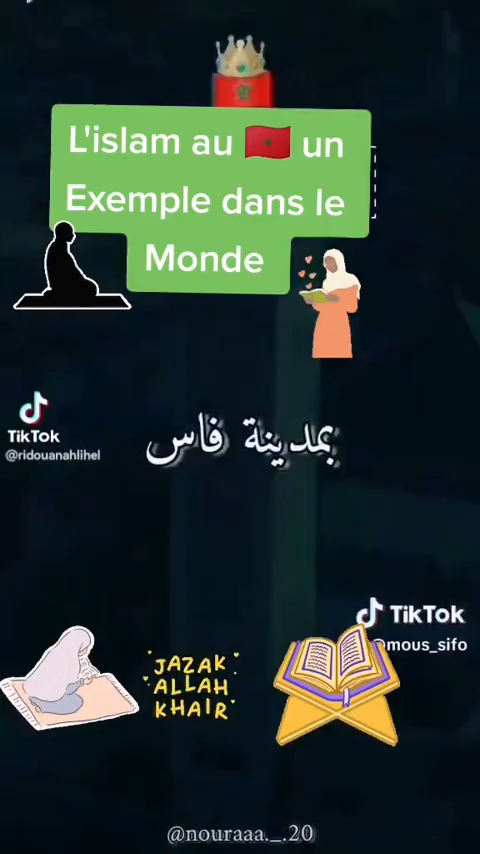 L'islam au 🇲🇦 un
Exemple dans le
Monde
بمدينة فاس
TikTok
@ridouanahlihel
TikTok
@mous_sifo
JAZAK
ALLAH
KHAIR
@nouraaa._.20